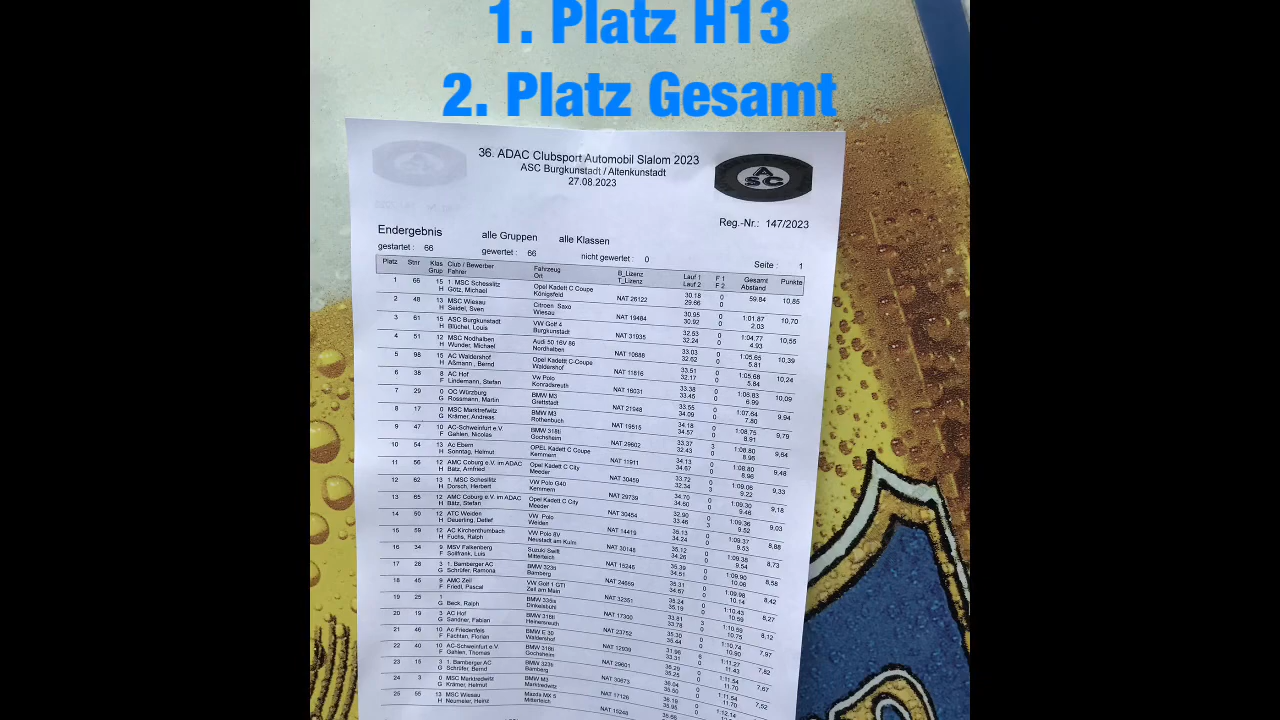 1. Platz H13
2. Platz Gesamt
36. ADAC Clubsport Automobil Slalom 2023
ASC Burgkunstadt / Altenkunstadt
27.08.2023
ASC
Reg.-Nr.: 147/2023
Endergebnis alle Gruppen alle Klassen
gestartet : 66 gewertet : 66 nicht gewertet : 0
Seite : 1
Platz Stnr Klas Club / Bewerber Fahrzeug B_Lizenz Lauf 1 F 1 Gesamt Punkte
Grup Fahrer Ort T_Lizenz Lauf 2 F 2 Abstand
1 66 15 1. MSC Schesslitz Opel Kadett C Coupe 30.18 0 59.84 10,85
H Götz, Michael Königsfeld NAT 26122 29.66 0
2 48 13 MSC Wiesau Citroen Saxo 30.95 0 1:01.87 10,70
H Seidel, Sven Wiesau NAT 19484 30.92 0 2.03
3 61 15 ASC Burgkunstadt VW Golf 4 32.53 0 1:04.77 10,55
H Blüchel, Louis Burgkunstadt NAT 31935 32.24 0 4.93
4 51 12 MSC Nodhalben Audi 50 16V 86 33.03 0 1:05.65 10,39
H Wunder, Michael Nordhalben NAT 10688 32.62 0 5.81
5 98 15 AC Waldershof Opel Kadettt C-Coupe 33.51 0 1:05.68 10,24
H Aßmann , Bernd Waldershof NAT 11816 32.17 0 5.84
6 38 8 AC Hof Vw Polo 33.38 0 1:06.83 10,09
F Lindemann, Stefan Konradsreuth NAT 16031 33.45 0 6.99
7 29 0 OC Würzburg BMW M3 33.55 0 1:07.64 9,94
G Rossmann, Martin Grettstadt NAT 21948 34.09 0 7.80
8 17 0 MSC Marktrefwitz BMW M3 34.18 0 1:08.75 9,79
G Krämer, Andreas Rothenbuch NAT 19515 34.57 0 8.91
9 47 10 AC-Schweinfurt e.V BMW 318ti 33.37 3 1:08.80 9,64
F Gahlen, Nicolas Gochsheim NAT 29602 32.43 0 8.96
10 54 13 Ac Ebern OPEL Kadett C Coupe 34.13 0 1:08.80 9,48
H Sonntag, Helmut Kemmern NAT 11911 34.67 0 8.96
11 56 12 AMC Coburg e.V. im ADAC Opel Kadett C City 33.72 0 1:09.06 9,33
H Bätz, Arnfried Meeder NAT 30459 32.34 3 9.22
12 62 13 1. MSC Scheslitz VW Polo G40 34.70 0 1:09.30 9,18
H Dorsch, Herbert Kemmern NAT 29739 34.60 0 9.46
13 65 12 AMC Coburg e.V. im ADAC Opel Kadett C City 32.90 0 1:09.36 9,03
H Bätz, Stefan Meeder NAT 30454 33.46 3 9.52
14 50 12 ATC Weiden VW Polo 35.13 0 1:09.37 8,88
H Deuerling, Detlef Weiden NAT 14419 34.24 0 9.53
15 59 12 AC Kirchenthumbach VW Polo 8V 35.12 0 8,73
H Fuchs, Ralph Neustadt am Kulm NAT 30148 34.26 0 9.54
16 34 9 MSV Falkenberg Suzuki Swift 35.39 0 1:09.90 8,58
F Sollfrank, Luis Mitterteich NAT 15246 34.51 0 10.06
17 28 3 1. Bamberger AC BMW 323ti 0 1:09.98 8,42
G Schrüfer, Ramona Bamberg NAT 24669 34.67 0 10.14
18 45 9 AMC Zeil VW Golf 1 GTI 35.24 0 1:10.43 8,27
F Friedl, Pascal Zeil am Main NAT 32351 35.19 0 10.59
19 25 1 BMW 335is 33.81 3 8,12
G Beck, Ralph Dinkelsbühl NAT 17300 33.78 0 10.75
20 19 3 AC Hof BMW 318ti 35.30 0 1:10.74 7,97
G Sandner, Fabian Heinersreuth NAT 23752 35.44 0 10.90
21 46 10 Ac Friedenfels BMW E 30 31.96 6 1:11.27 7,82
F Fachtan, Florian Waldershof NAT 12939 33.31 0 11.43
22 40 10 AC-Schweinfurt e.V BMW 318ti 36.29 0 1:11.54 7,67
F Gahlen, Thomas Gochsheim NAT 29601 35.25 0 11.70
23 15 3 1. Bamberger AC BMW 323ti 36.04 0 1:11.54 7,52
G Schrüfer, Bernd Bamberg NAT 30673 35.50 0 11.70
24 3 0 MSC Marktredwitz BMW M3 36.19 0 1:12.14
G Krämer, Helmut Marktredwitz NAT 17126 35.95 0
25 55 13 MSC Wiesau Mazda MX 5
H Neumeier, Heinz Mitterteich NAT 15248